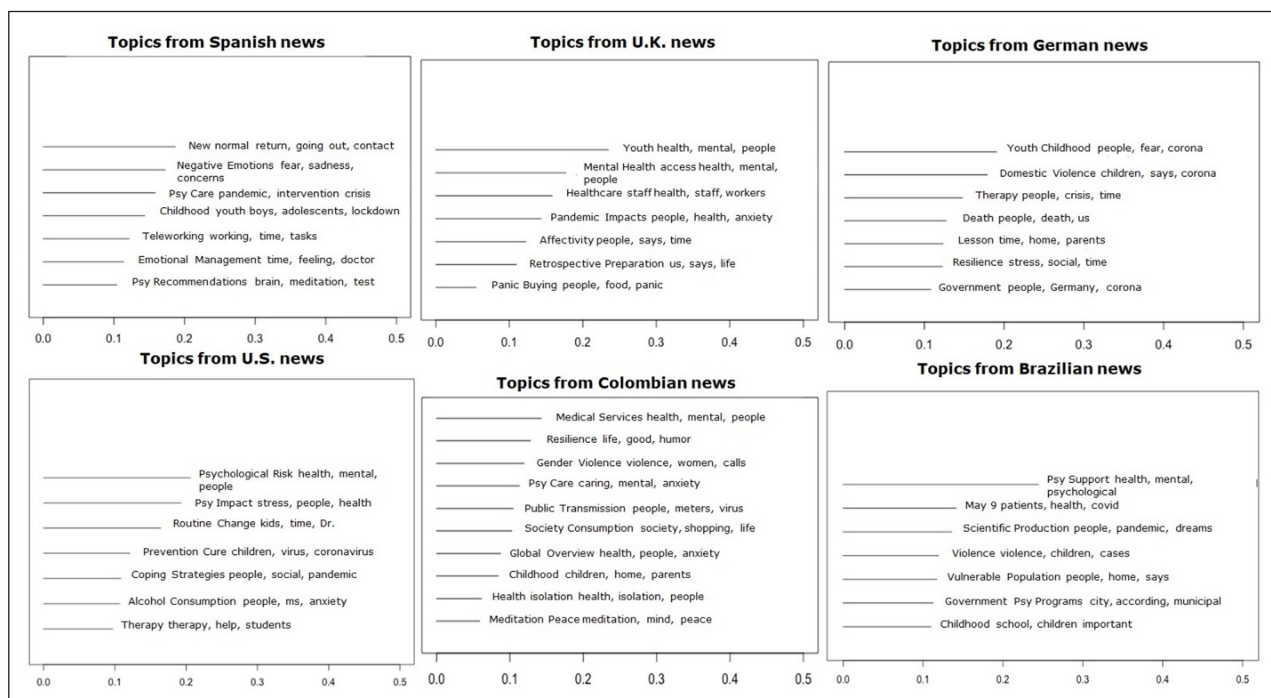 Topics from Spanish news
New normal return, going out, contact
Negative Emotions fear, sadness,
concerns
Psy Care pandemic, intervention crisis
Childhood youth boys, adolescents, lockdown
Teleworking working, time, tasks
Emotional Management time, feeling, doctor
Psy Recommendations brain, meditation, test
0.0 0.1 0.2 0.3 0.4 0.5
Topics from U.K. news
Youth health, mental, people
Mental Health access health, mental,
people
Healthcare staff health, staff, workers
Pandemic Impacts people, health, anxiety
Affectivity people, says, time
Retrospective Preparation us, says, life
Panic Buying people, food, panic
0.0 0.1 0.2 0.3 0.4 0.5
Topics from German news
Youth Childhood people, fear, corona
Domestic Violence children, says, corona
Therapy people, crisis, time
Death people, death, us
Lesson time, home, parents
Resilience stress, social, time
Government people, Germany, corona
0.0 0.1 0.2 0.3 0.4 0.5
Topics from U.S. news
Psychological Risk health, mental,
people
Psy Impact stress, people, health
Routine Change kids, time, Dr.
Prevention Cure children, virus, coronavirus
Coping Strategies people, social, pandemic
Alcohol Consumption people, ms, anxiety
Therapy therapy, help, students
0.0 0.1 0.2 0.3 0.4 0.5
Topics from Colombian news
Medical Services health, mental, people
Resilience life, good, humor
Gender Violence violence, women, calls
Psy Care caring, mental, anxiety
Public Transmission people, meters, virus
Society Consumption society, shopping, life
Global Overview health, people, anxiety
Childhood children, home, parents
Health isolation health, isolation, people
Meditation Peace meditation, mind, peace
0.0 0.1 0.2 0.3 0.4 0.5
Topics from Brazilian news
Psy Support health, mental,
psychological
May 9 patients, health, covid
Scientific Production people, pandemic, dreams
Violence violence, children, cases
Vulnerable Population people, home, says
Government Psy Programs city, according, municipal
Childhood school, children important
0.0 0.1 0.2 0.3 0.4 0.5